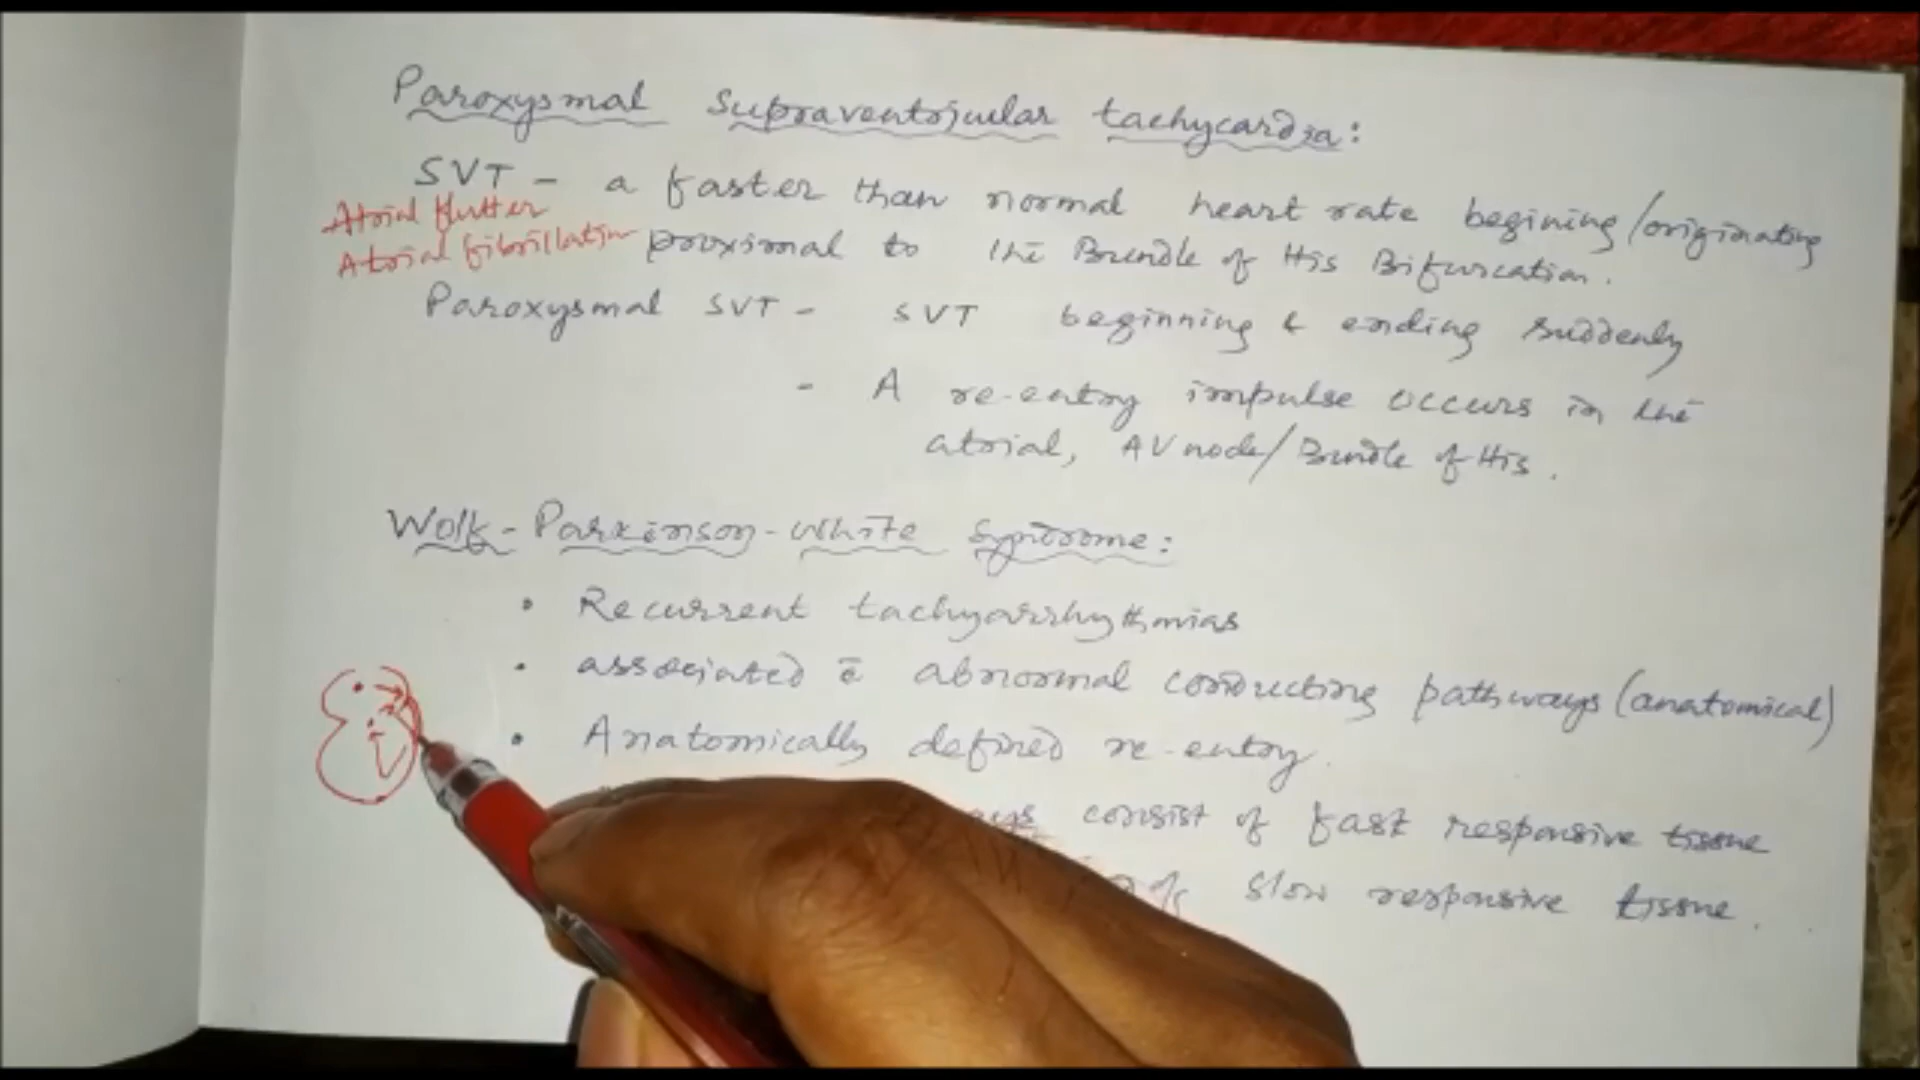 Paroxysmal Supraventricular tachycardia:
SVT - a faster than normal heart rate begining/originating
Atrial flutter
Atrial fibrillation proximal to the Bundle of His Bifurcation.
Paroxysmal SVT - SVT beginning & ending suddenly
- A re-entry impulse occurs in the
atrial, AV node/Bundle of His.
Wolf-Parkinson-White Syndrome:
• Recurrent tachyarrhythmias
• associated c̄ abnormal conducting pathways (anatomical)
• Anatomically defined re-entry.
consist of fast responsive tissue
slow responsive tissue.